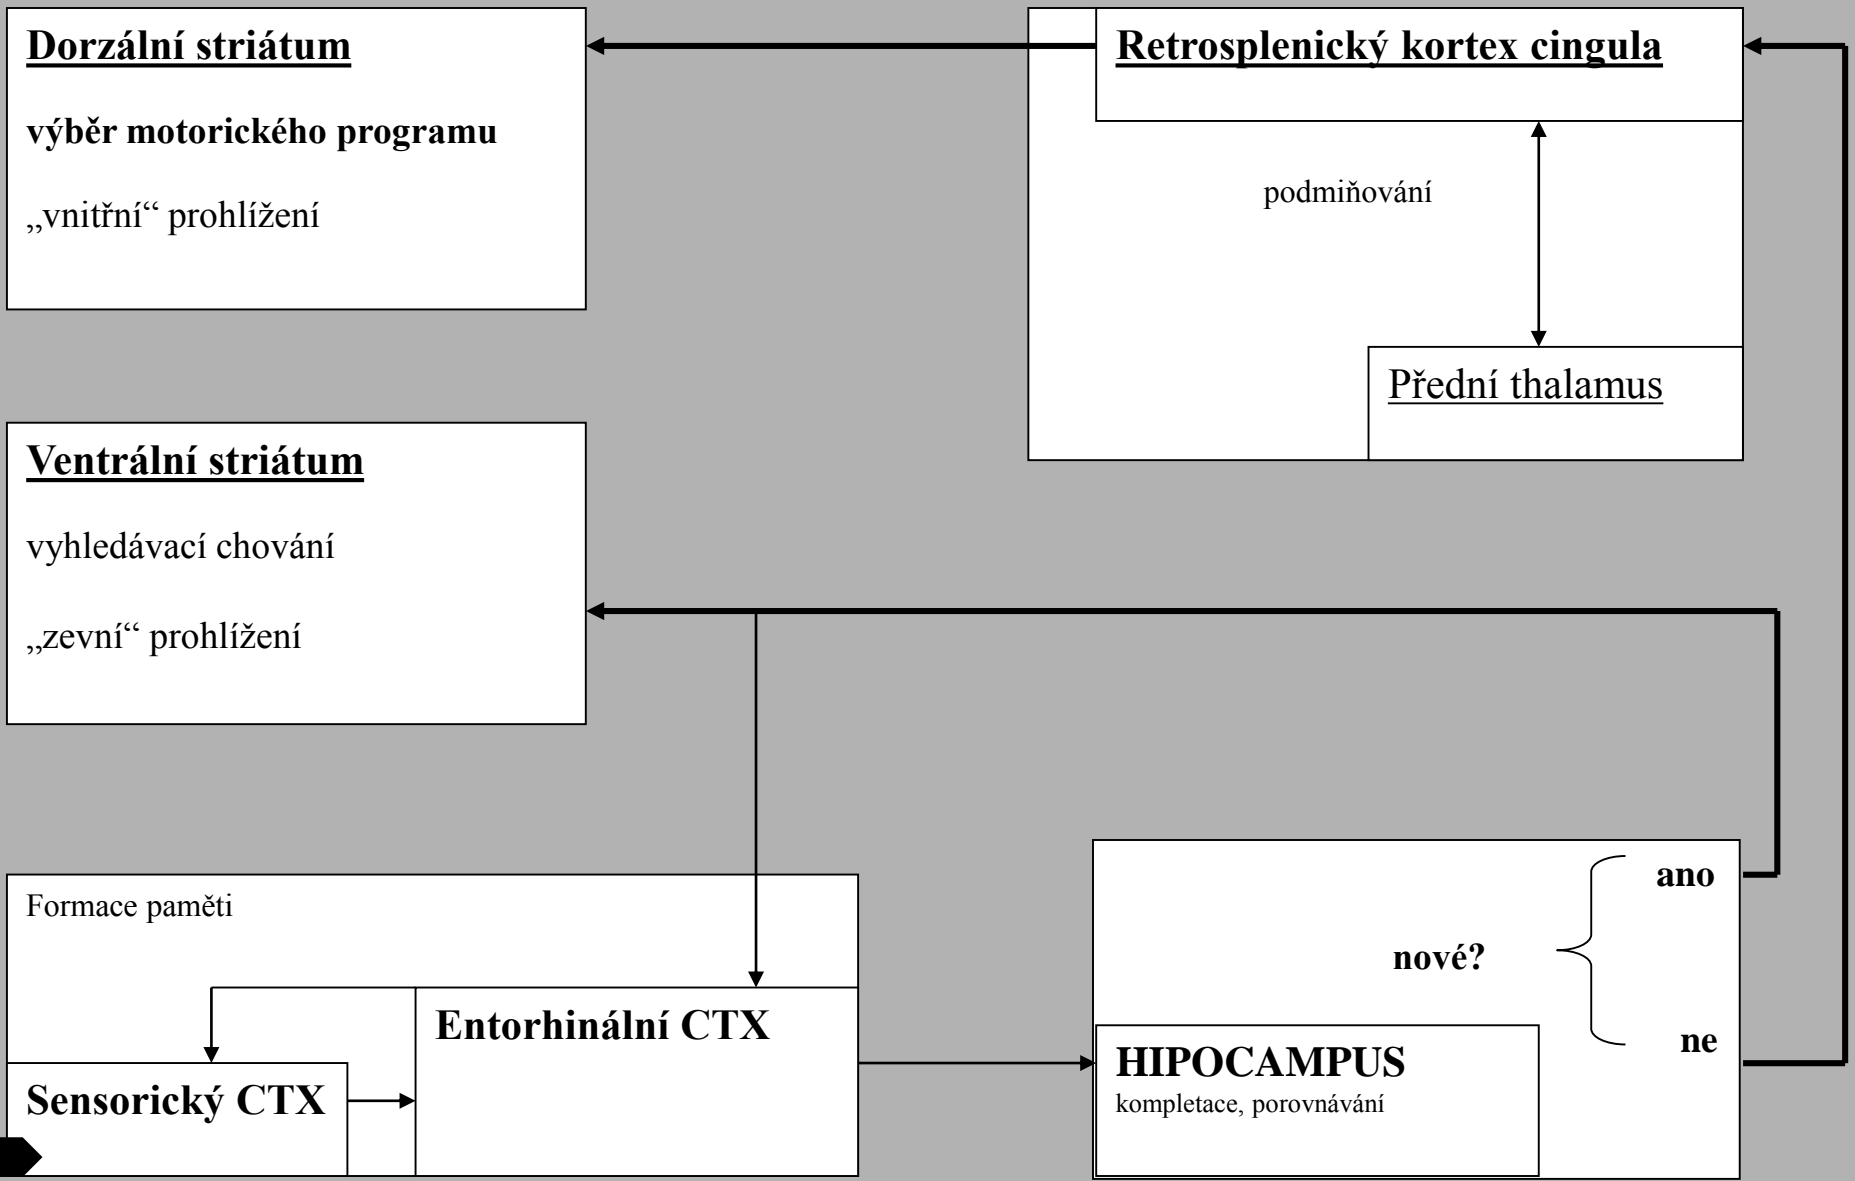 Dorzální striátum
výběr motorického programu
„vnitřní“ prohlížení
Retrosplenický kortex cingula
podmiňování
Přední thalamus
Ventrální striátum
vyhledávací chování
„zevní“ prohlížení
Formace paměti
Entorhinální CTX
Sensorický CTX
ano
nové?
ne
HIPOCAMPUS
kompletace, porovnávání